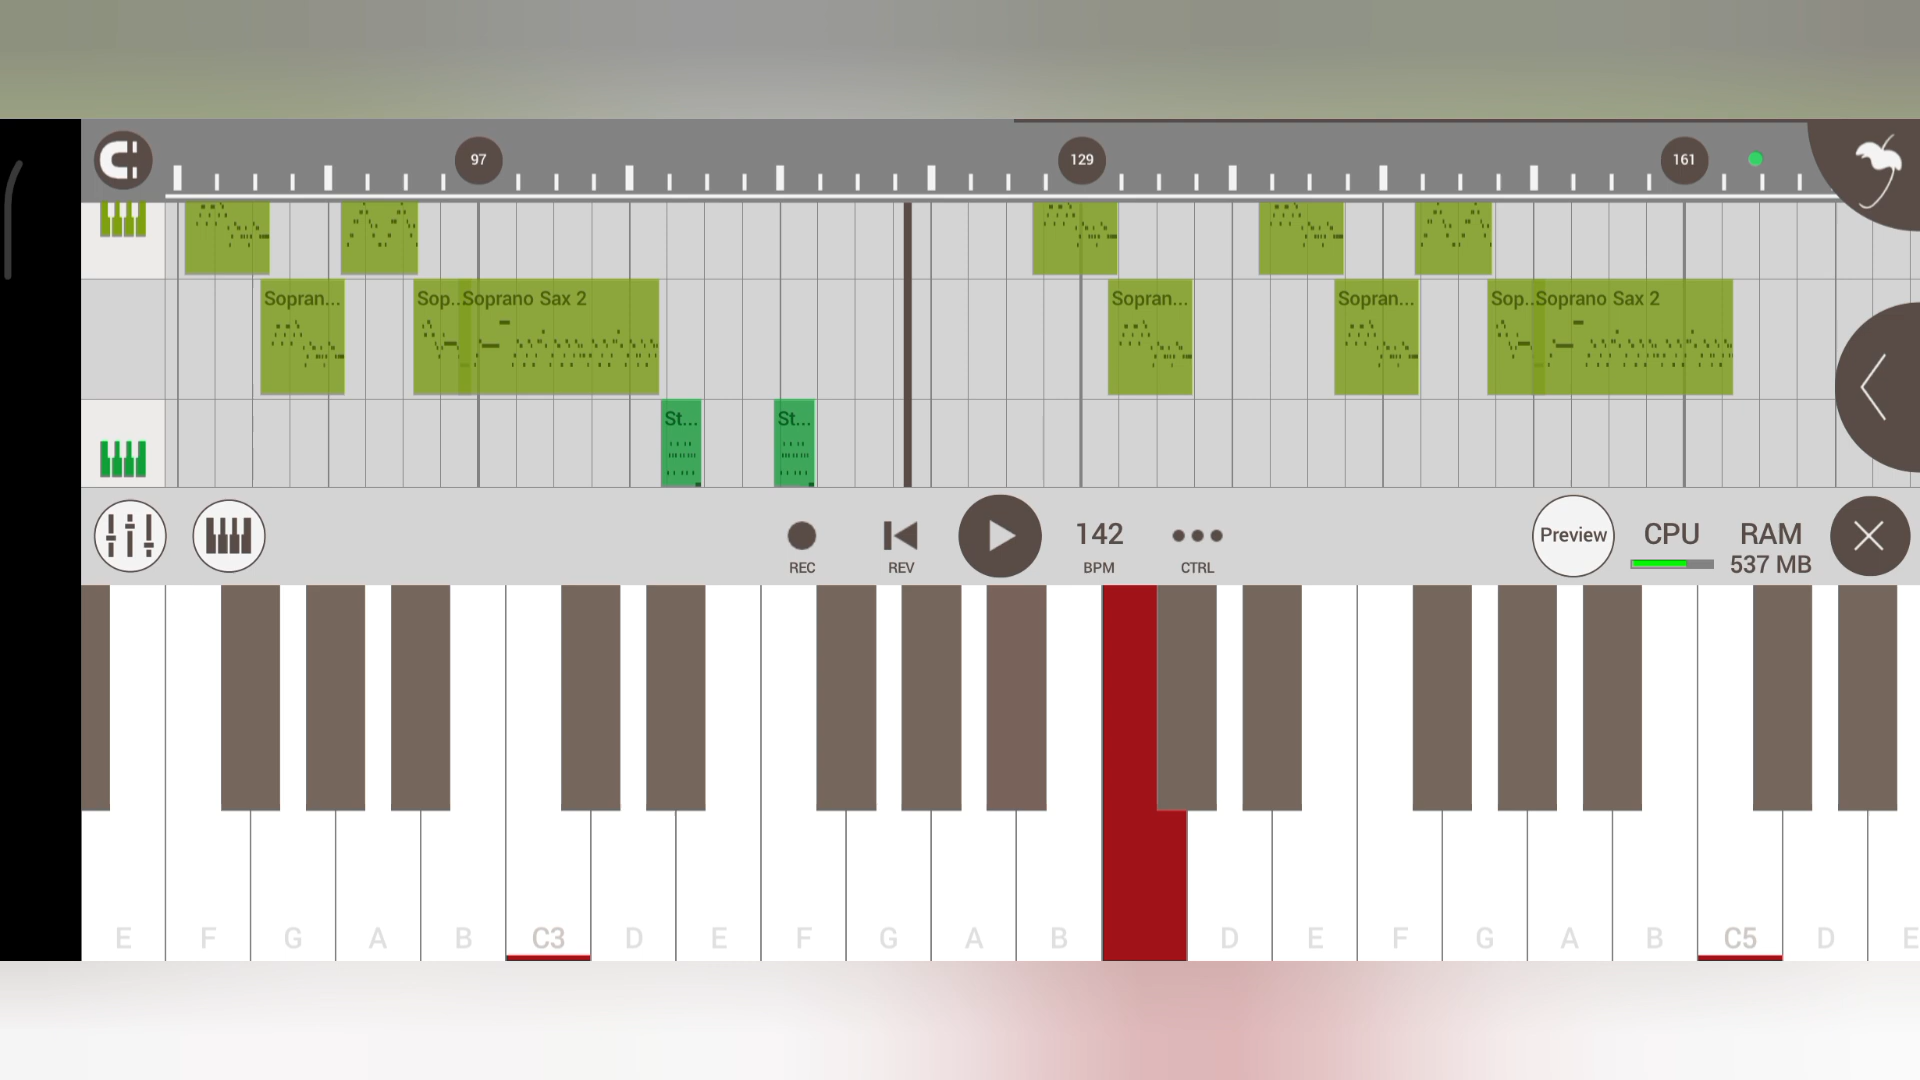 97 129 161
Sopran... Sop.. Soprano Sax 2 Sopran... Sopran... Sop.. Soprano Sax 2
St... St...
142 Preview CPU RAM
REC REV BPM CTRL 537 MB
E F G A B C3 D E F G A B D E F G A B C5 D E